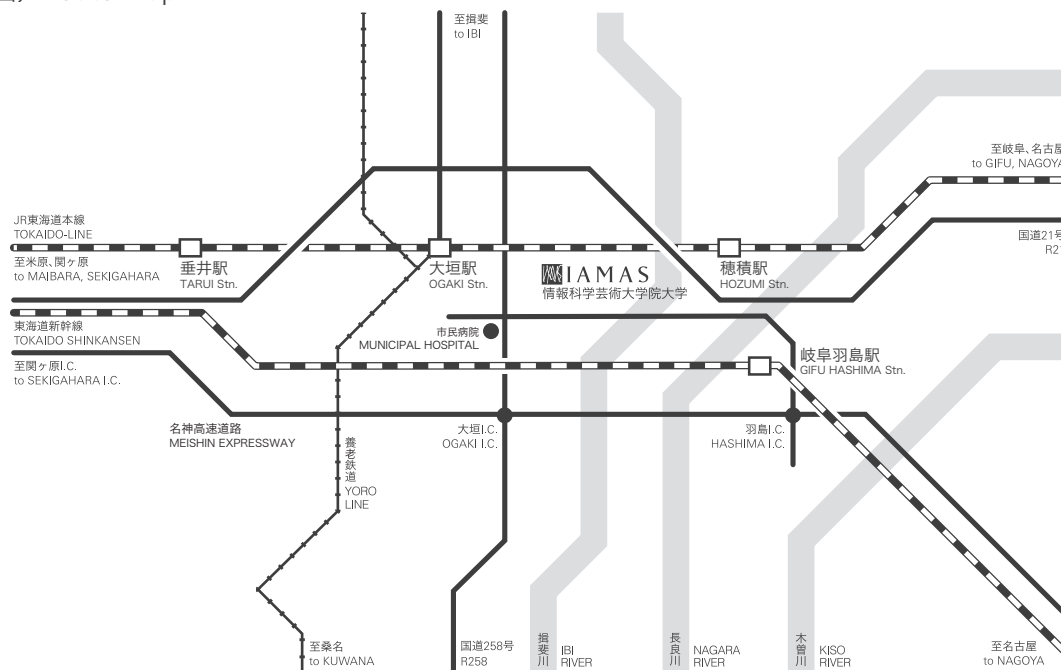 至揖斐
to IBI
至岐阜、名古屋
to GIFU, NAGOYA
JR東海道本線
TOKAIDO-LINE
至米原、関ヶ原
to MAIBARA, SEKIGAHARA
垂井駅
TARUI Stn.
大垣駅
OGAKI Stn.
IAMAS
情報科学芸術大学院大学
穂積駅
HOZUMI Stn.
国道21号
東海道新幹線
TOKAIDO SHINKANSEN
市民病院
MUNICIPAL HOSPITAL
岐阜羽島駅
GIFU HASHIMA Stn.
至関ヶ原I.C.
to SEKIGAHARA I.C.
名神高速道路
MEISHIN EXPRESSWAY
大垣I.C.
OGAKI I.C.
羽島I.C.
HASHIMA I.C.
養老鉄道
YORO
LINE
至桑名
to KUWANA
国道258号
R258
揖斐川
IBI
RIVER
長良川
NAGARA
RIVER
木曽川
KISO
RIVER
至名古屋
to NAGOYA